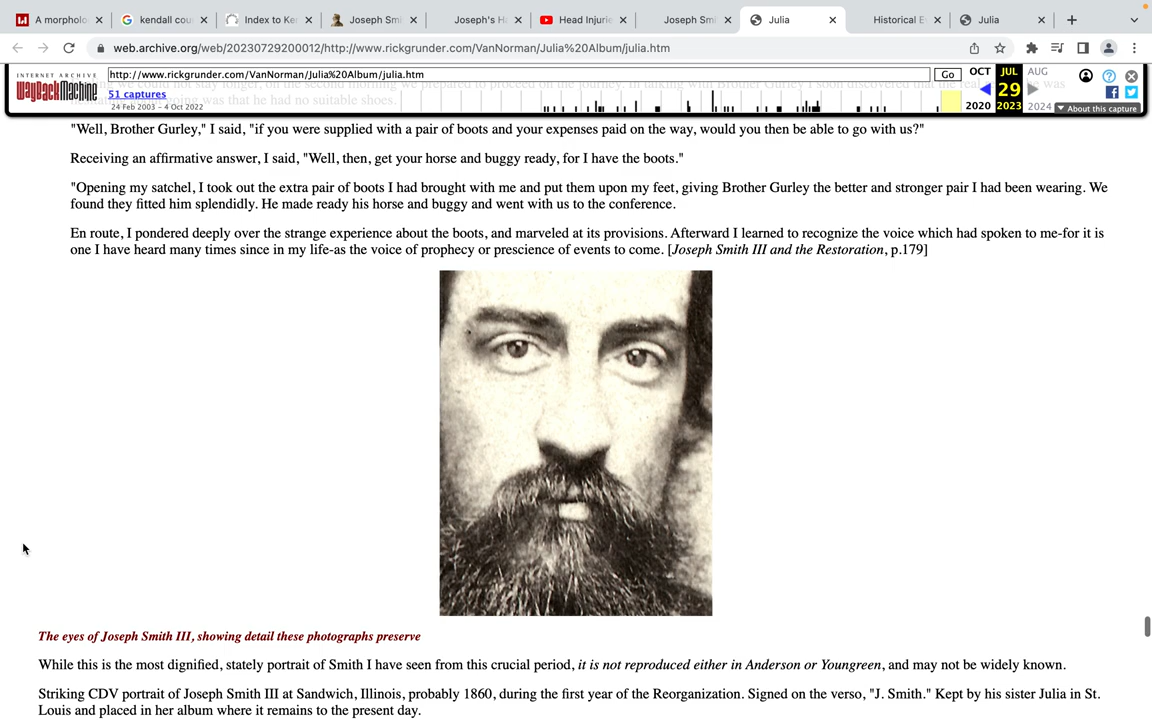 A morpholo
kendall cou
Index to Ke
Joseph Smi
Joseph's H
Head Injurie
Joseph Smi
Julia
Historical E
Julia
web.archive.org/web/20230729200012/http://www.rickgrunder.com/VanNorman/Julia%20Album/julia.htm
INTERNET ARCHIVE
WayBackMachine
http://www.rickgrunder.com/VanNorman/Julia%20Album/julia.htm
Go
OCT JUL AUG
51 captures
29
24 Feb 2003 – 4 Oct 2022
2020 2023 2024
▼ About this capture
was that he had no suitable shoes.
"Well, Brother Gurley," I said, "if you were supplied with a pair of boots and your expenses paid on the way, would you then be able to go with us?"
Receiving an affirmative answer, I said, "Well, then, get your horse and buggy ready, for I have the boots."
"Opening my satchel, I took out the extra pair of boots I had brought with me and put them upon my feet, giving Brother Gurley the better and stronger pair I had been wearing. We
found they fitted him splendidly. He made ready his horse and buggy and went with us to the conference.
En route, I pondered deeply over the strange experience about the boots, and marveled at its provisions. Afterward I learned to recognize the voice which had spoken to me-for it is
one I have heard many times since in my life-as the voice of prophecy or prescience of events to come. [Joseph Smith III and the Restoration, p.179]
The eyes of Joseph Smith III, showing detail these photographs preserve
While this is the most dignified, stately portrait of Smith I have seen from this crucial period, it is not reproduced either in Anderson or Youngreen, and may not be widely known.
Striking CDV portrait of Joseph Smith III at Sandwich, Illinois, probably 1860, during the first year of the Reorganization. Signed on the verso, "J. Smith." Kept by his sister Julia in St.
Louis and placed in her album where it remains to the present day.